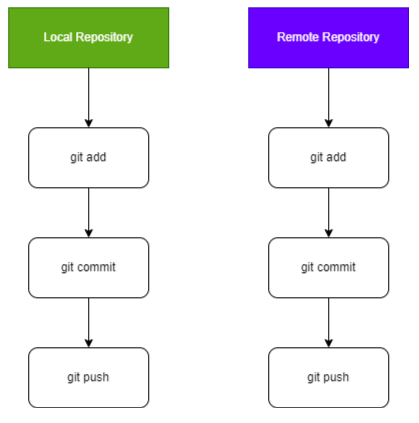 Local Repository
Remote Repository
git add
git add
git commit
git commit
git push
git push